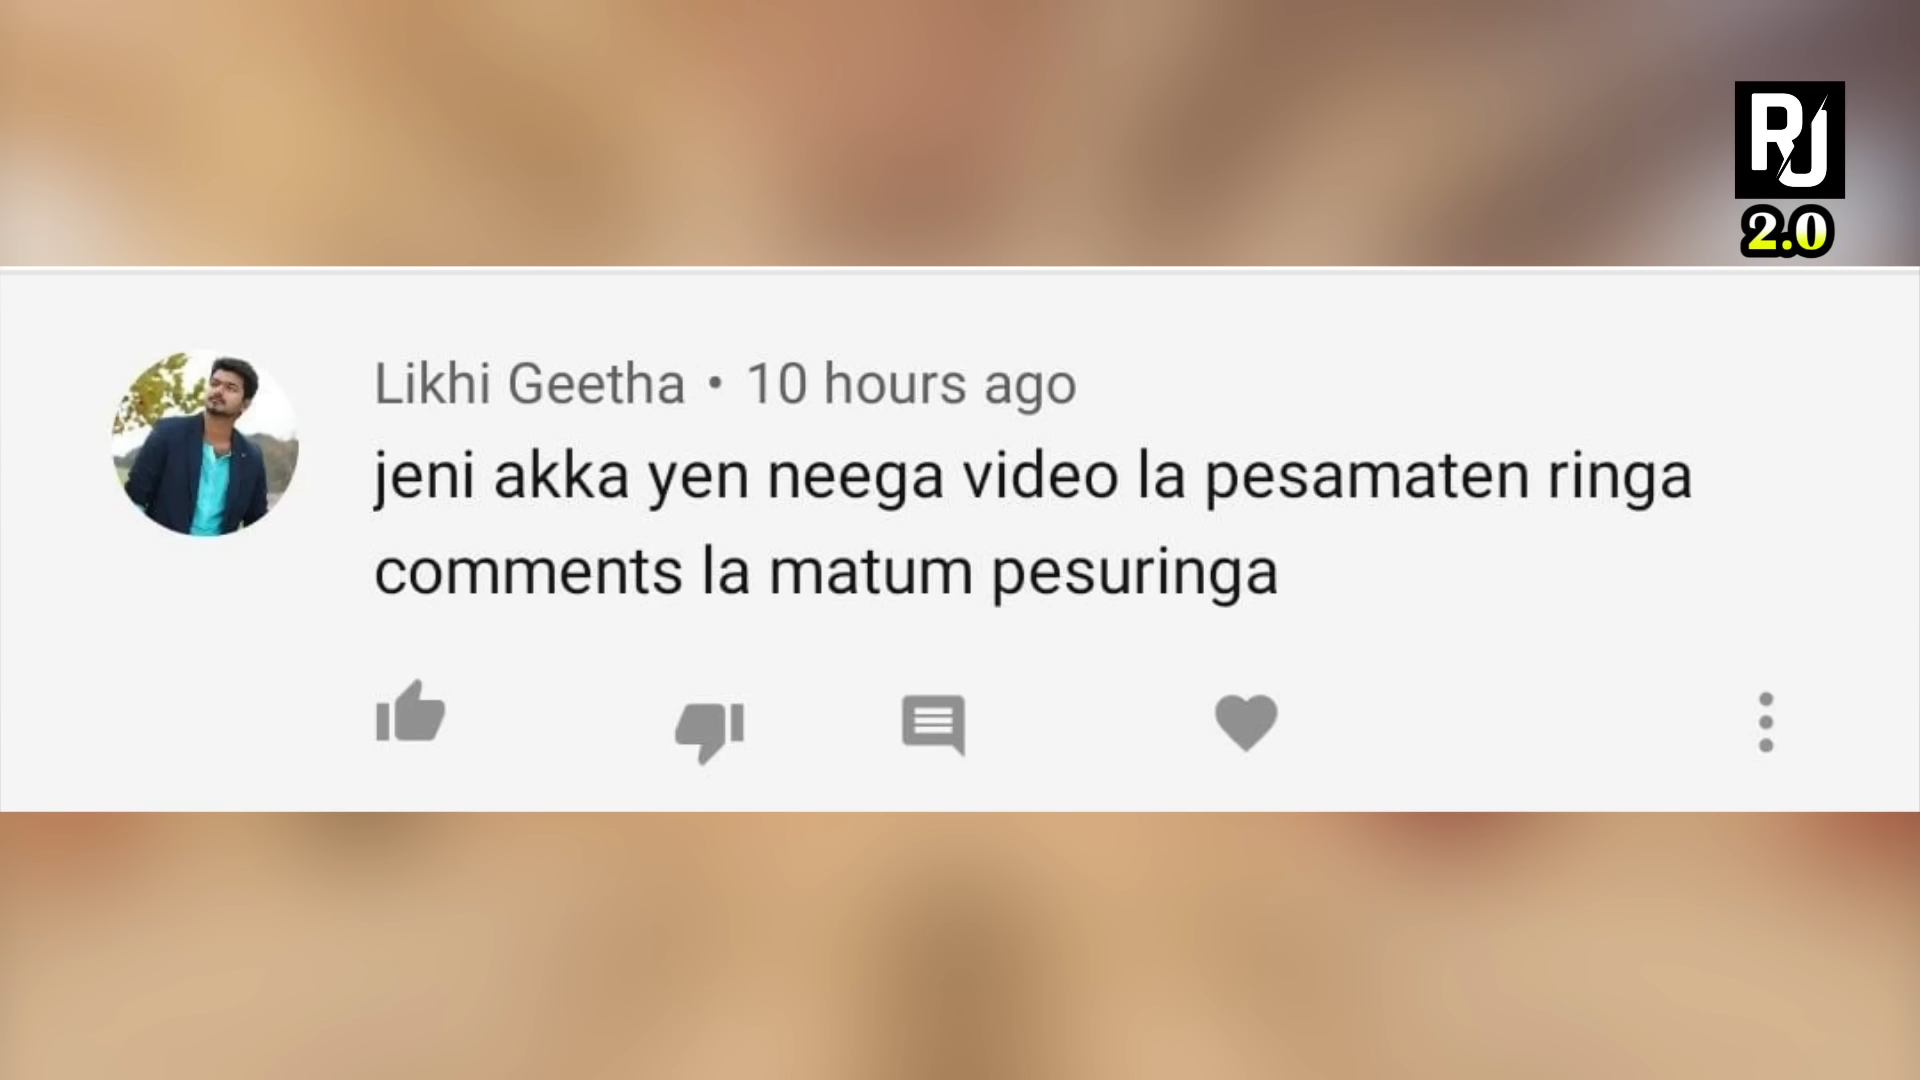 RJ
2.0
Likhi Geetha • 10 hours ago
jeni akka yen neega video la pesamaten ringa
comments la matum pesuringa